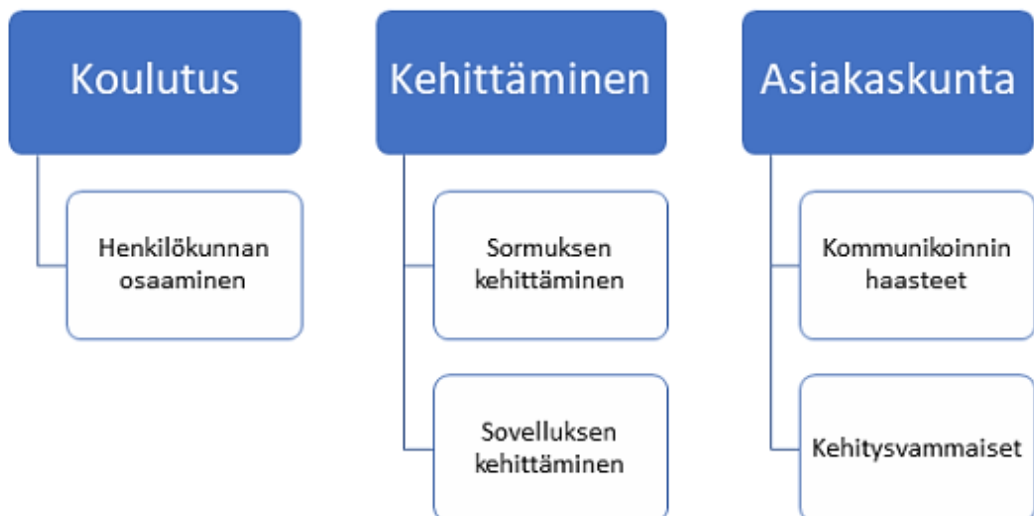 Koulutus
Henkilökunnan
osaaminen
Kehittäminen
Sormuksen
kehittäminen
Sovelluksen
kehittäminen
Asiakaskunta
Kommunikoinnin
haasteet
Kehitysvammaiset